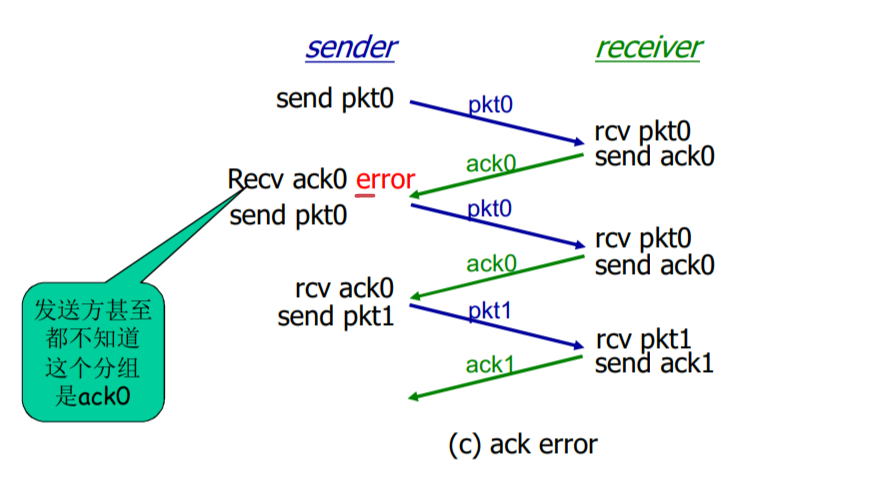 sender
receiver
send pkt0
pkt0
rcv pkt0
send ack0
ack0
Recv ack0 error
send pkt0
pkt0
rcv pkt0
send ack0
ack0
rcv ack0
send pkt1
pkt1
rcv pkt1
send ack1
ack1
发送方甚至
都不知道
这个分组
是ack0
(c) ack error